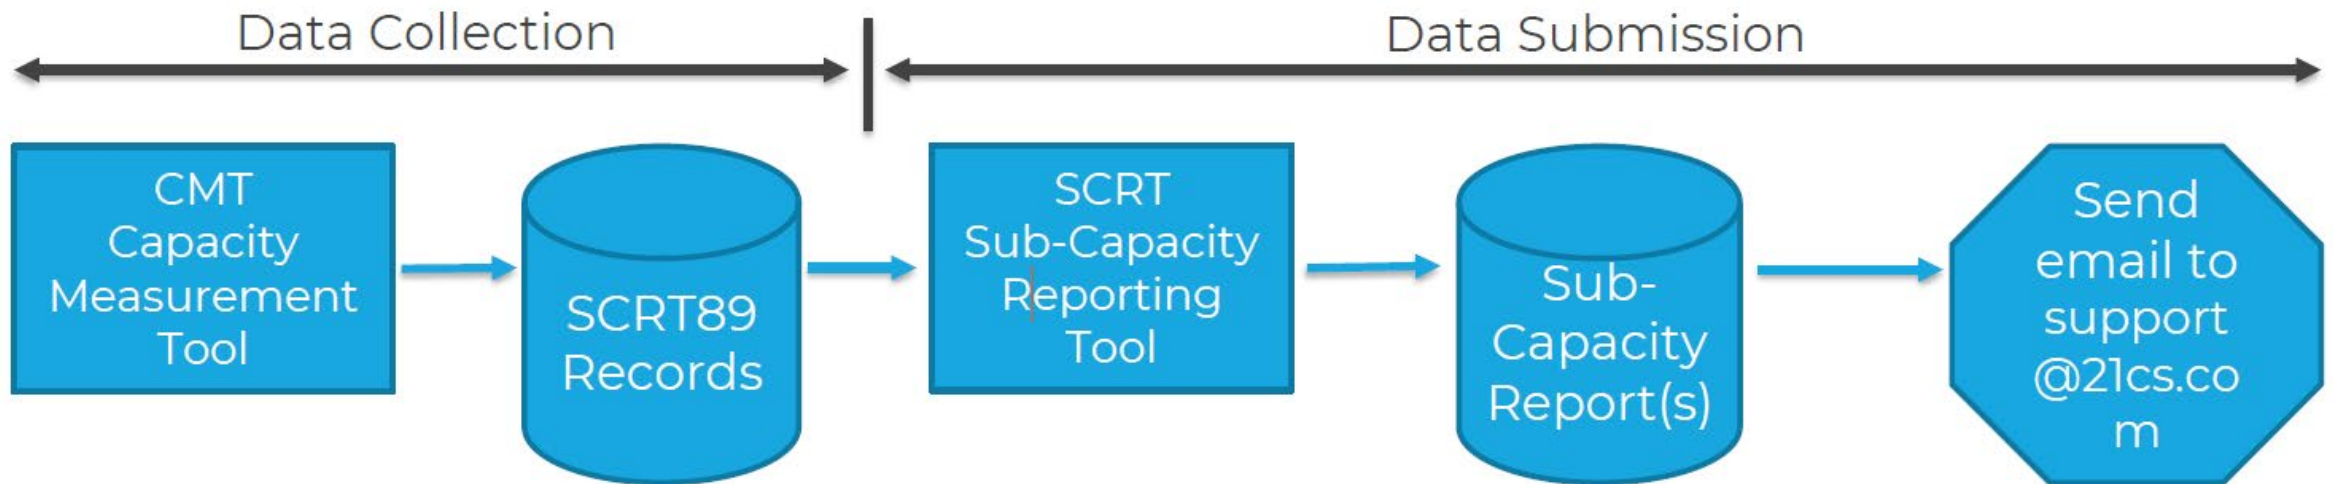 Data Collection
Data Submission
CMT
Capacity
Measurement
Tool
SCRT89
Records
SCRT
Sub-Capacity
Reporting
Tool
Sub-
Capacity
Report(s)
Send
email to
support
@21cs.co
m